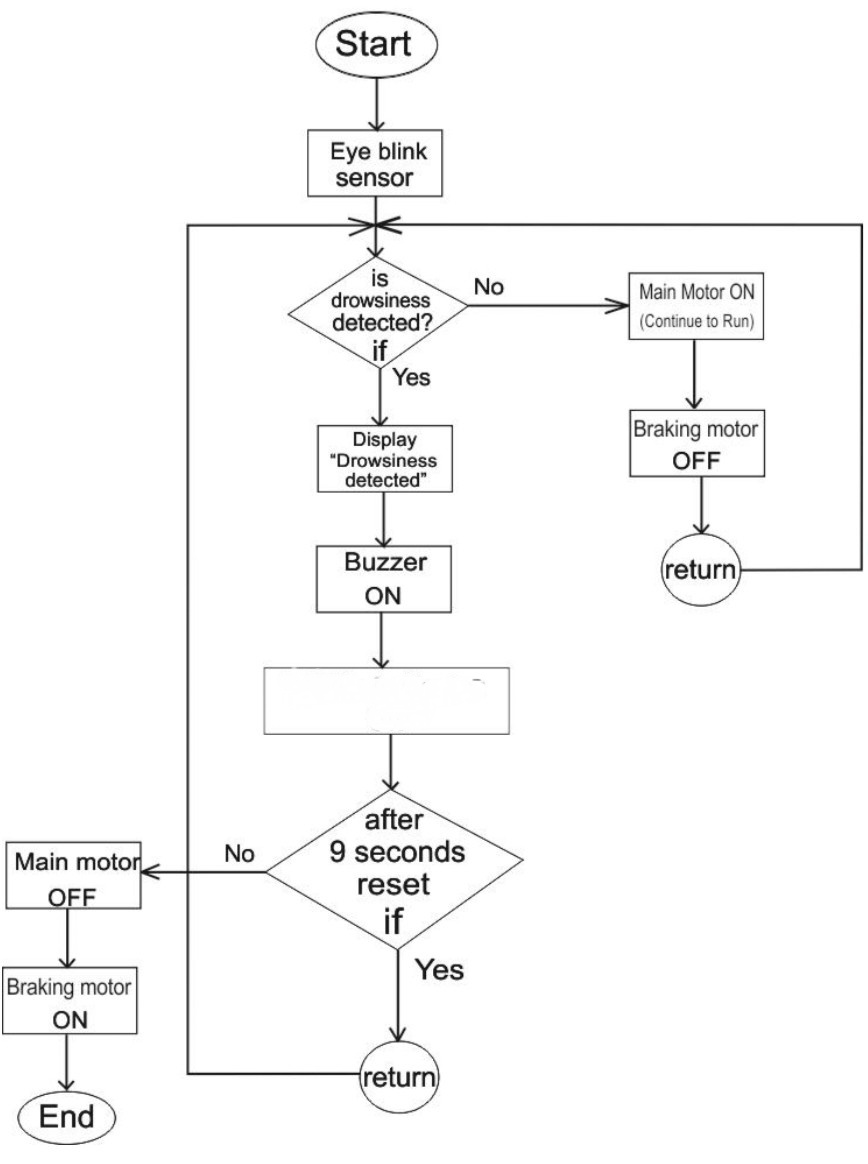 Start
Eye blink
sensor
is
drowsiness
detected?
if
No
Main Motor ON
(Continue to Run)
Yes
Braking motor
OFF
Display
“Drowsiness
detected”
Buzzer
ON
return
after
9 seconds
reset
if
No
Main motor
OFF
Yes
Braking motor
ON
return
End